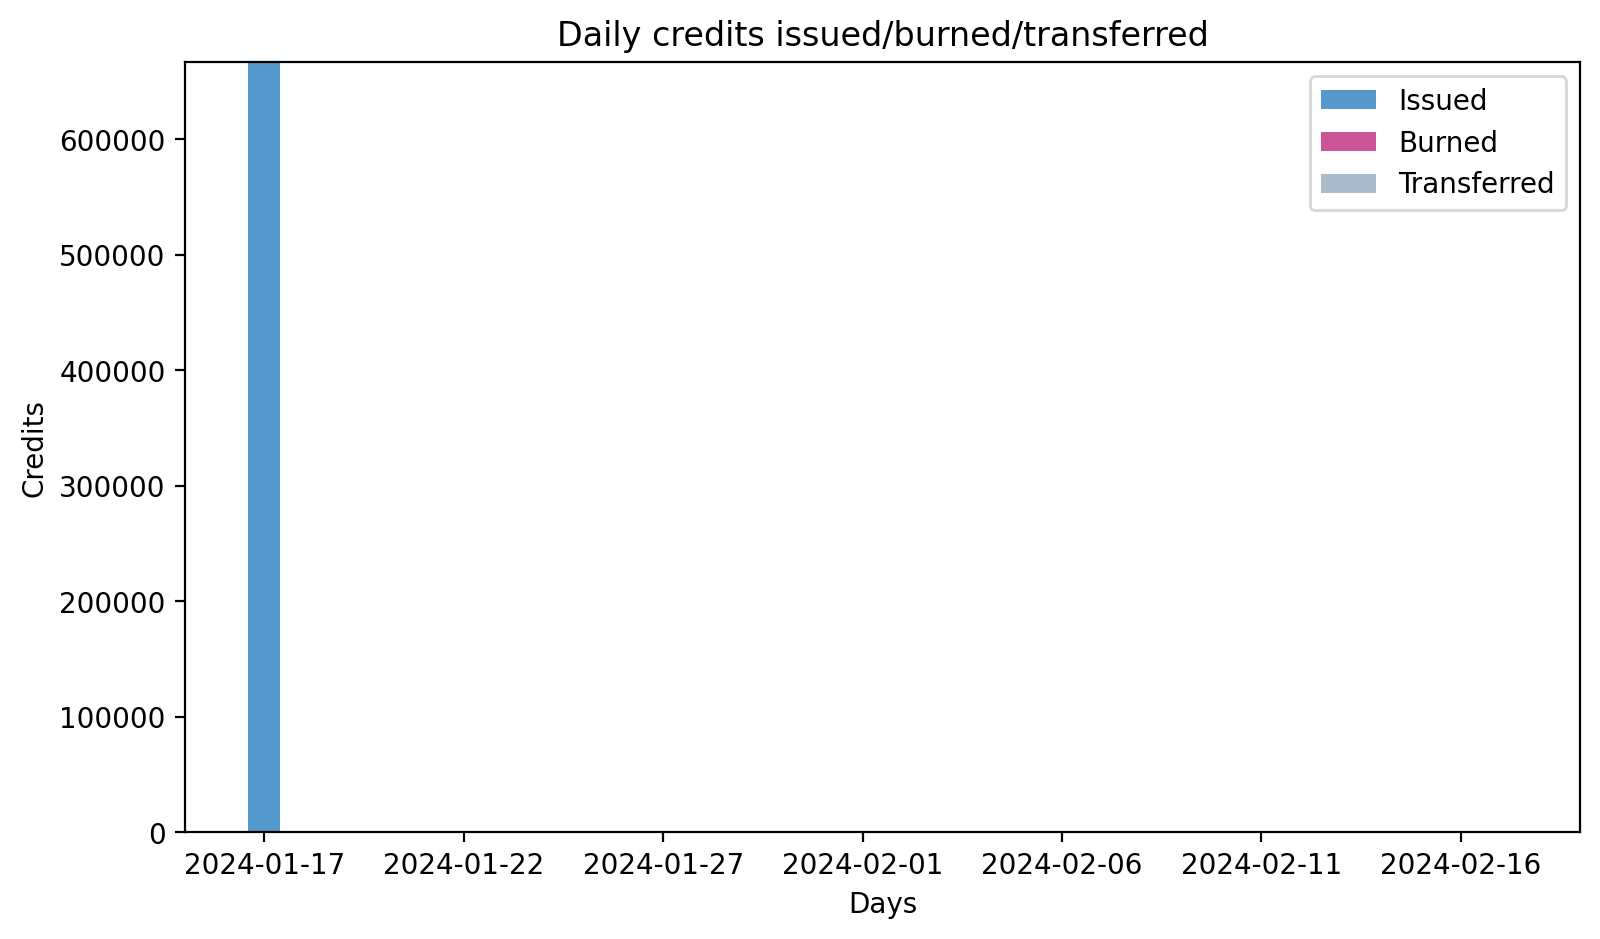 Daily credits issued/burned/transferred
Issued
Burned
Transferred
600000
500000
400000
300000
200000
100000
0
Credits
2024-01-17 2024-01-22 2024-01-27 2024-02-01 2024-02-06 2024-02-11 2024-02-16
Days